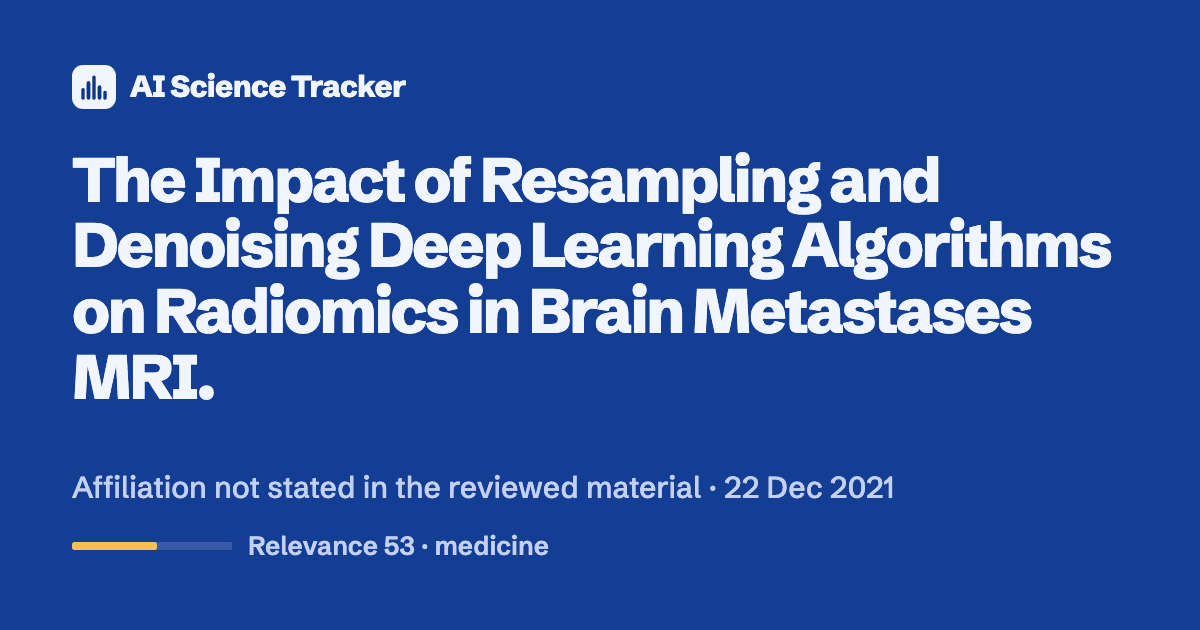 AI Science Tracker
The Impact of Resampling and
Denoising Deep Learning Algorithms
on Radiomics in Brain Metastases
MRI.
Affiliation not stated in the reviewed material · 22 Dec 2021
Relevance 53 · medicine